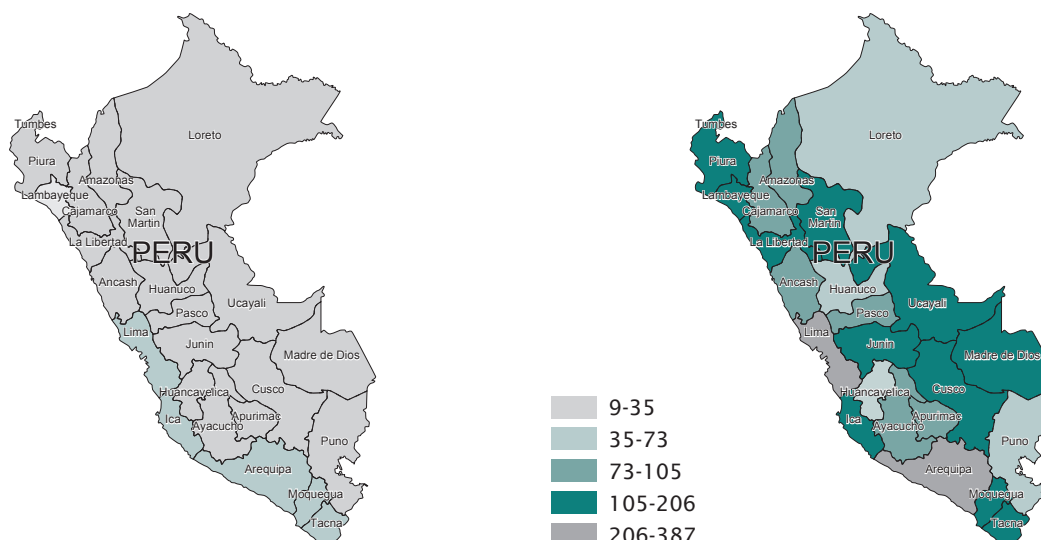 Tumbes
Piura
Lambayeque
Loreto
Amazonas
Cajamarco
San
Martin
La Libertad
PERU
Ancash
Huanuco
Pasco
Ucayali
Lima
Junin
Madre de Dios
Huancavelica
Cusco
Ica
Ayacucho
Apurimac
Puno
Arequipa
Moquegua
Tacna
9-35
35-73
73-105
105-206
206-387
Tumbes
Piura
Lambayeque
Loreto
Amazonas
Cajamarco
San
Martin
La Libertad
PERU
Ancash
Huanuco
Pasco
Ucayali
Lima
Junin
Madre de Dios
Huancavelica
Cusco
Ica
Ayacucho
Apurimac
Puno
Arequipa
Moquegua
Tacna